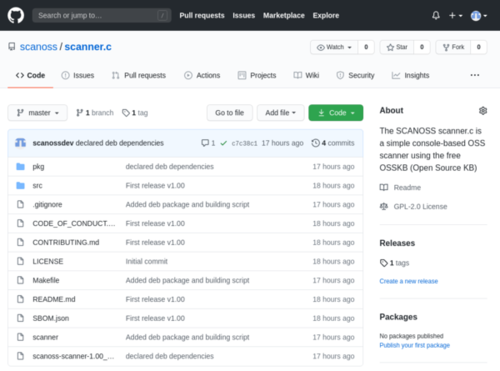 Search or jump to...
/
Pull requests Issues Marketplace Explore
scanoss / scanner.c
Watch 0 Star 0 Fork 0
Code Issues Pull requests Actions Projects Wiki Security Insights ...
master 1 branch 1 tag Go to file Add file Code
scanossdev declared deb dependencies 1 c7c38c1 17 hours ago 4 commits
pkg declared deb dependencies 17 hours ago
src First release v1.00 18 hours ago
.gitignore Added deb package and building script 17 hours ago
CODE_OF_CONDUCT.... First release v1.00 18 hours ago
CONTRIBUTING.md First release v1.00 18 hours ago
LICENSE Initial commit 18 hours ago
Makefile Added deb package and building script 17 hours ago
README.md First release v1.00 18 hours ago
SBOM.json First release v1.00 18 hours ago
scanner Added deb package and building script 17 hours ago
scanoss-scanner-1.00_... declared deb dependencies 17 hours ago
About
The SCANOSS scanner.c is
a simple console-based OSS
scanner using the free
OSSKB (Open Source KB)
Readme
GPL-2.0 License
Releases
1 tags
Create a new release
Packages
No packages published
Publish your first package